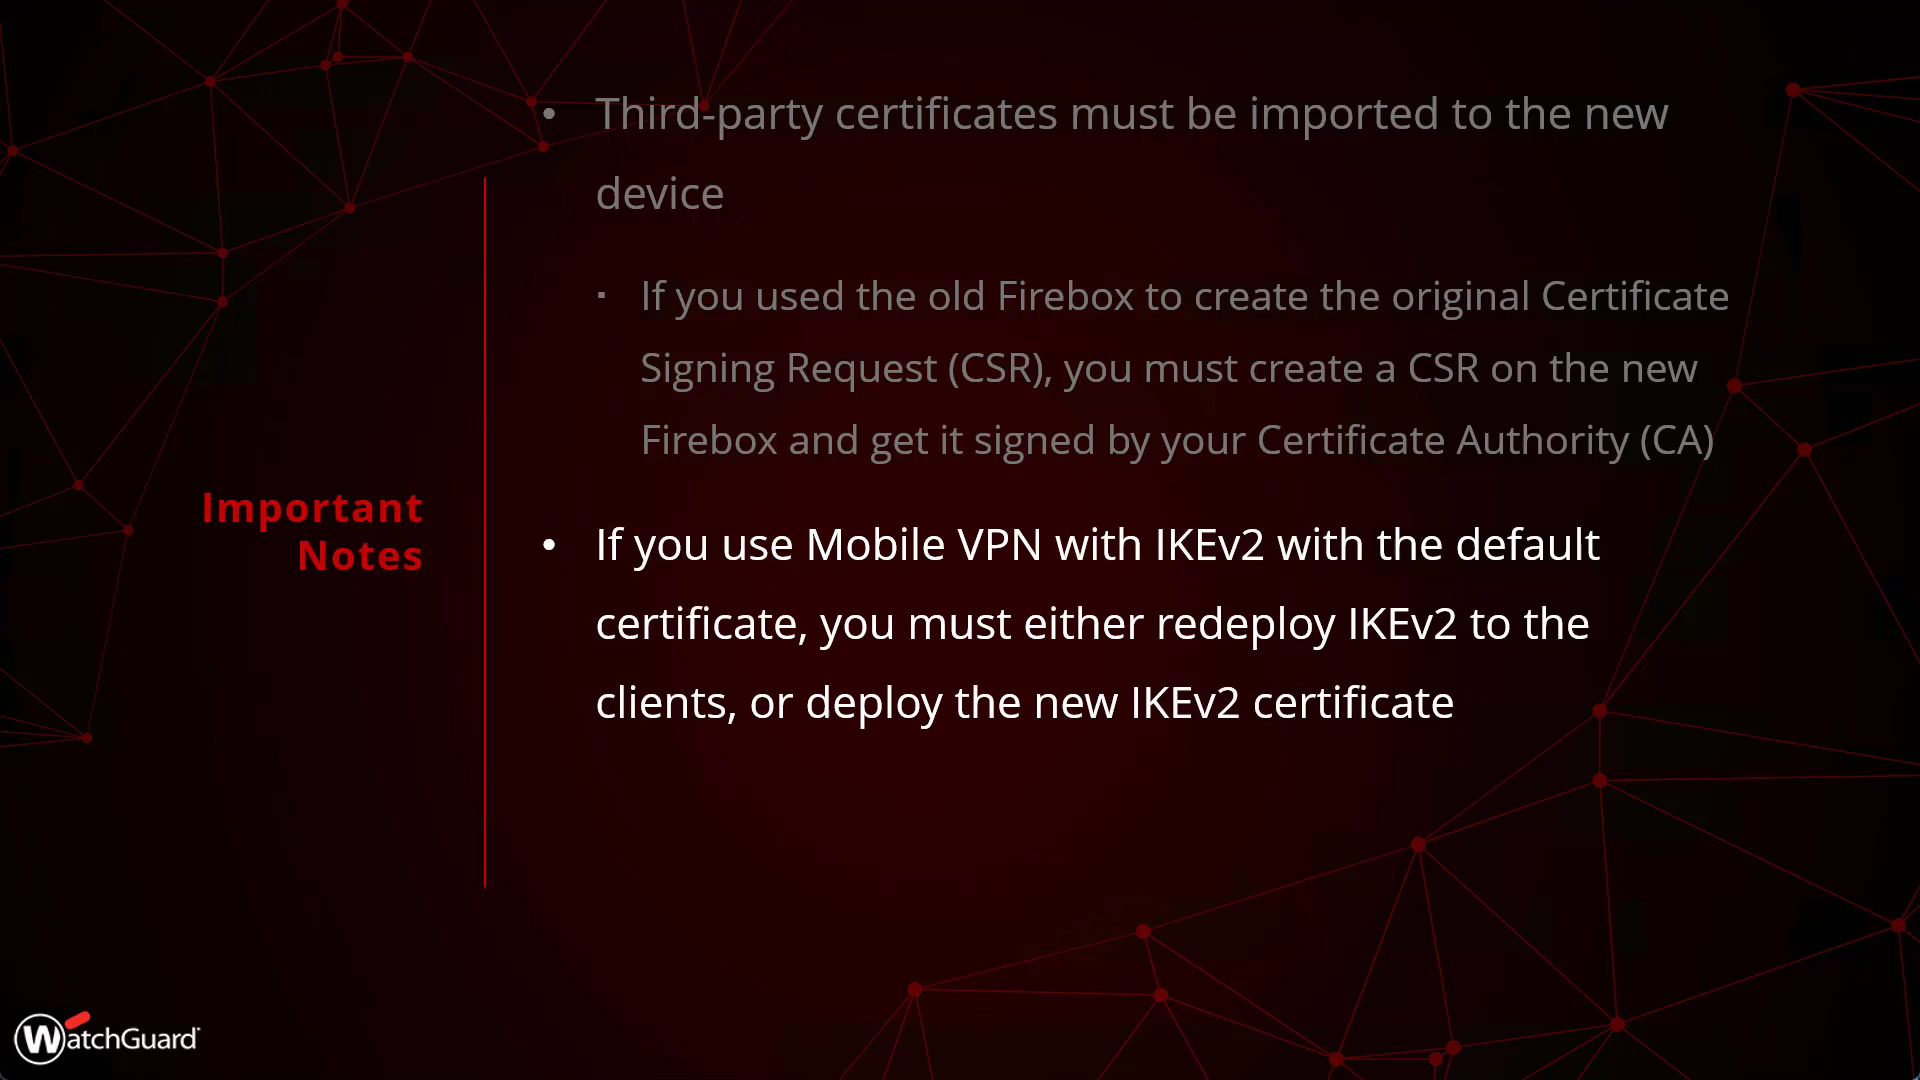 Important
Notes
• Third-party certificates must be imported to the new
device
▪ If you used the old Firebox to create the original Certificate
Signing Request (CSR), you must create a CSR on the new
Firebox and get it signed by your Certificate Authority (CA)
• If you use Mobile VPN with IKEv2 with the default
certificate, you must either redeploy IKEv2 to the
clients, or deploy the new IKEv2 certificate
WatchGuard